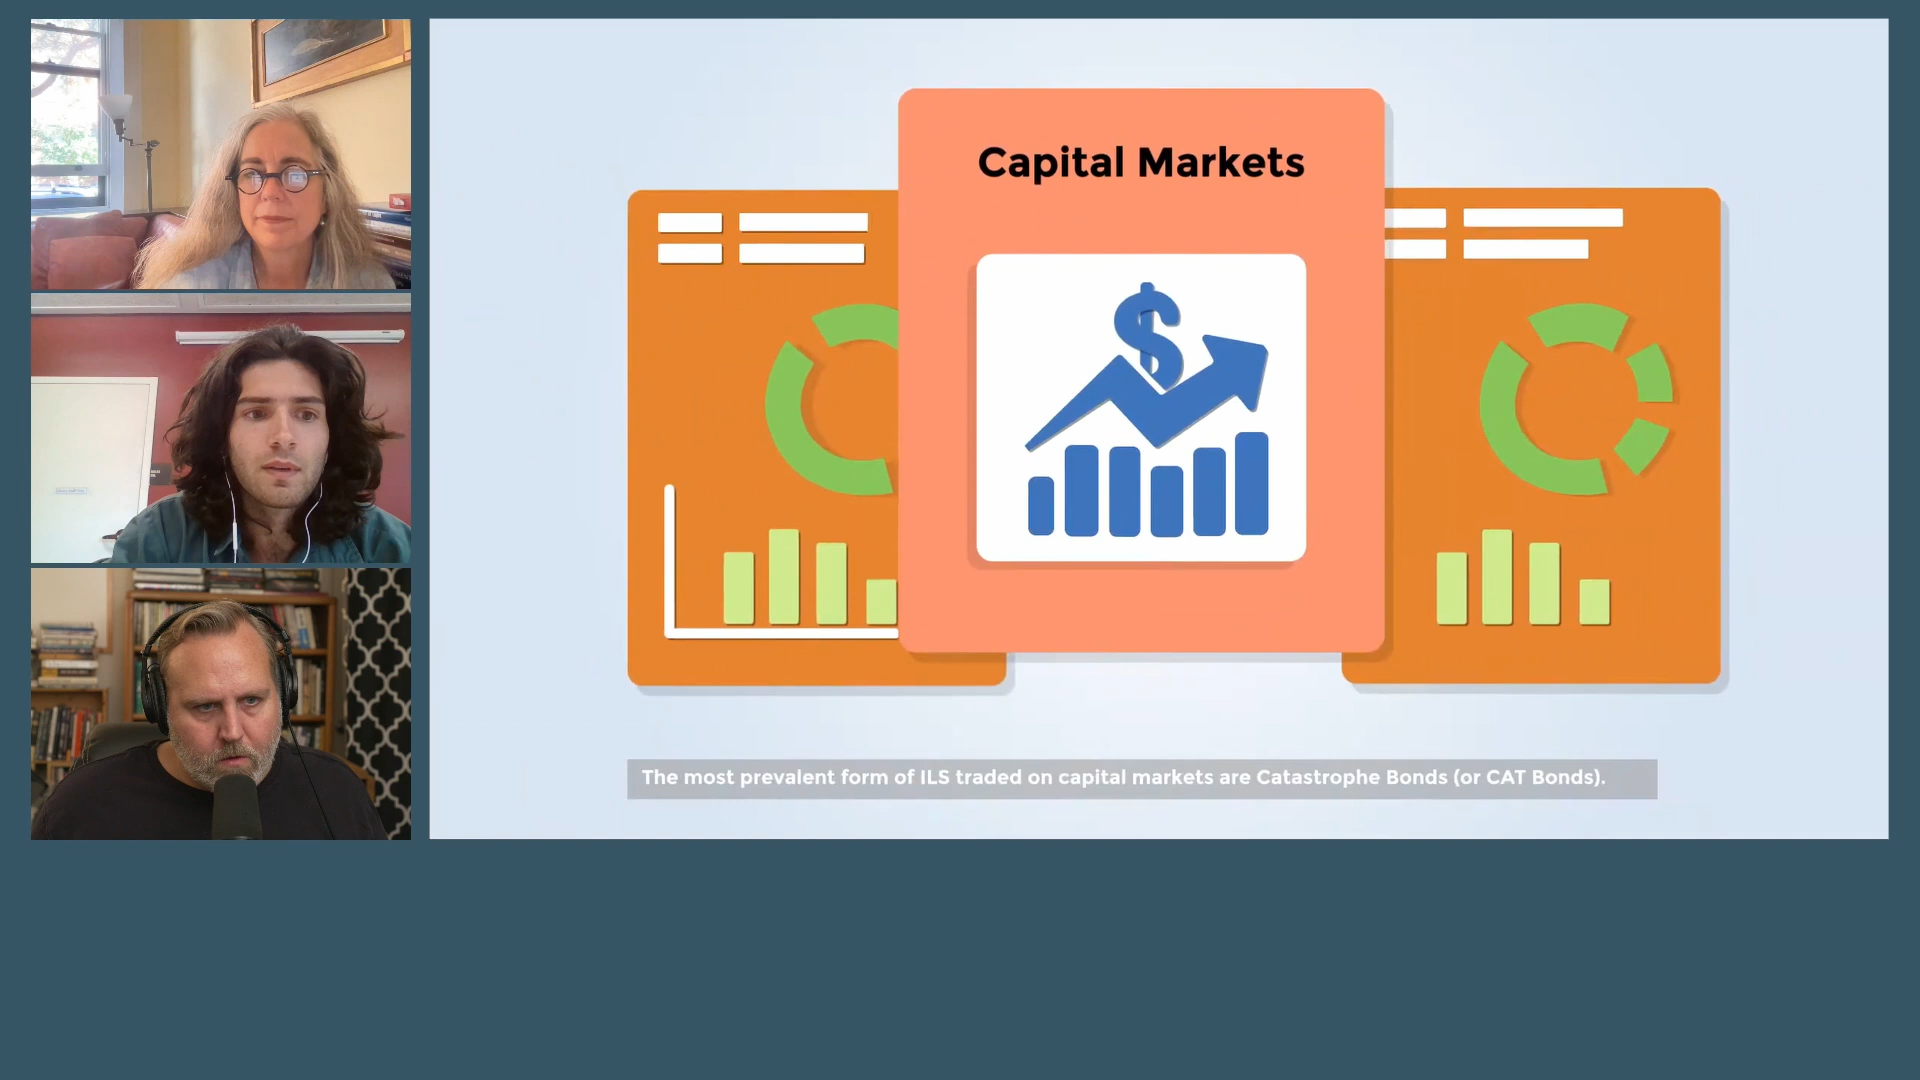 Capital Markets
The most prevalent form of ILS traded on capital markets are Catastrophe Bonds (or CAT Bonds).